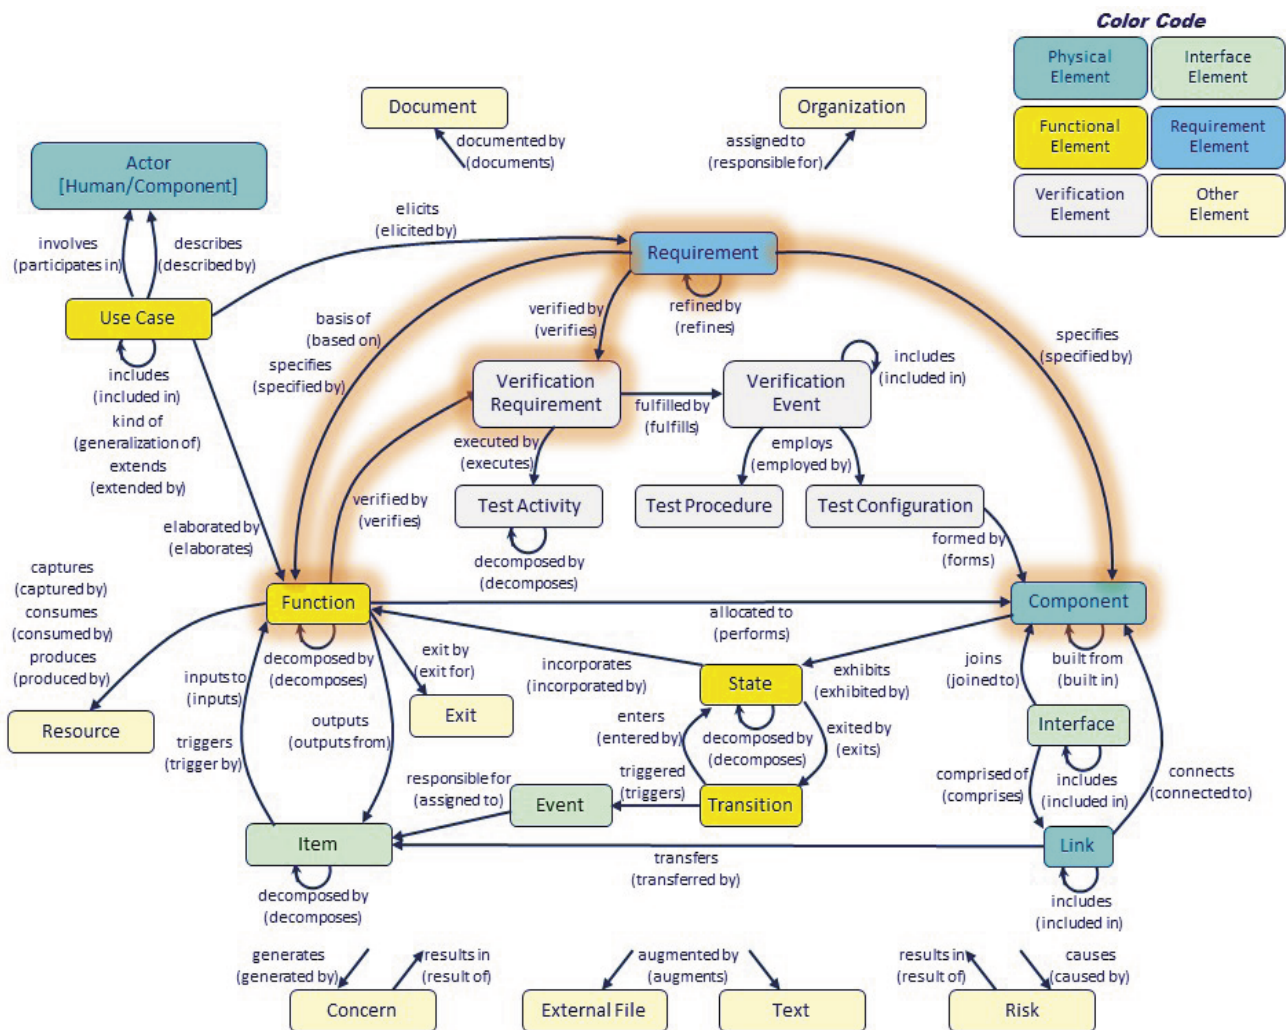 Color Code
Physical
Element
Interface
Element
Functional
Element
Requirement
Element
Verification
Element
Other
Element
Document
documented by
(documents)
Organization
assigned to
(responsible for)
Actor
[Human/Component]
involves
(participates in)
describes
(described by)
elicits
(elicited by)
Use Case
includes
(included in)
kind of
(generalization of)
extends
(extended by)
Requirement
refined by
(refines)
verified by
(verifies)
basis of
(based on)
specifies
(specified by)
specifies
(specified by)
Verification
Requirement
fulfilled by
(fulfills)
Verification
Event
includes
(included in)
executed by
(executes)
employs
(employed by)
Test Activity
decomposed by
(decomposes)
Test Procedure
Test Configuration
formed by
(forms)
verified by
(verifies)
elaborated by
(elaborates)
captures
(captured by)
consumes
(consumed by)
produces
(produced by)
Function
decomposed by
(decomposes)
allocated to
(performs)
Component
built from
(built in)
joins
(joined to)
exit by
(exit for)
incorporates
(incorporated by)
exhibits
(exhibited by)
inputs to
(inputs)
Resource
triggers
(trigger by)
outputs
(outputs from)
Exit
State
decomposed by
(decomposes)
enters
(entered by)
exited by
(exits)
Interface
includes
(included in)
comprised of
(comprises)
connects
(connected to)
responsible for
(assigned to)
Event
triggered
(triggers)
Transition
Item
decomposed by
(decomposes)
transfers
(transferred by)
Link
includes
(included in)
generates
(generated by)
results in
(result of)
Concern
augmented by
(augments)
External File
Text
results in
(result of)
causes
(caused by)
Risk